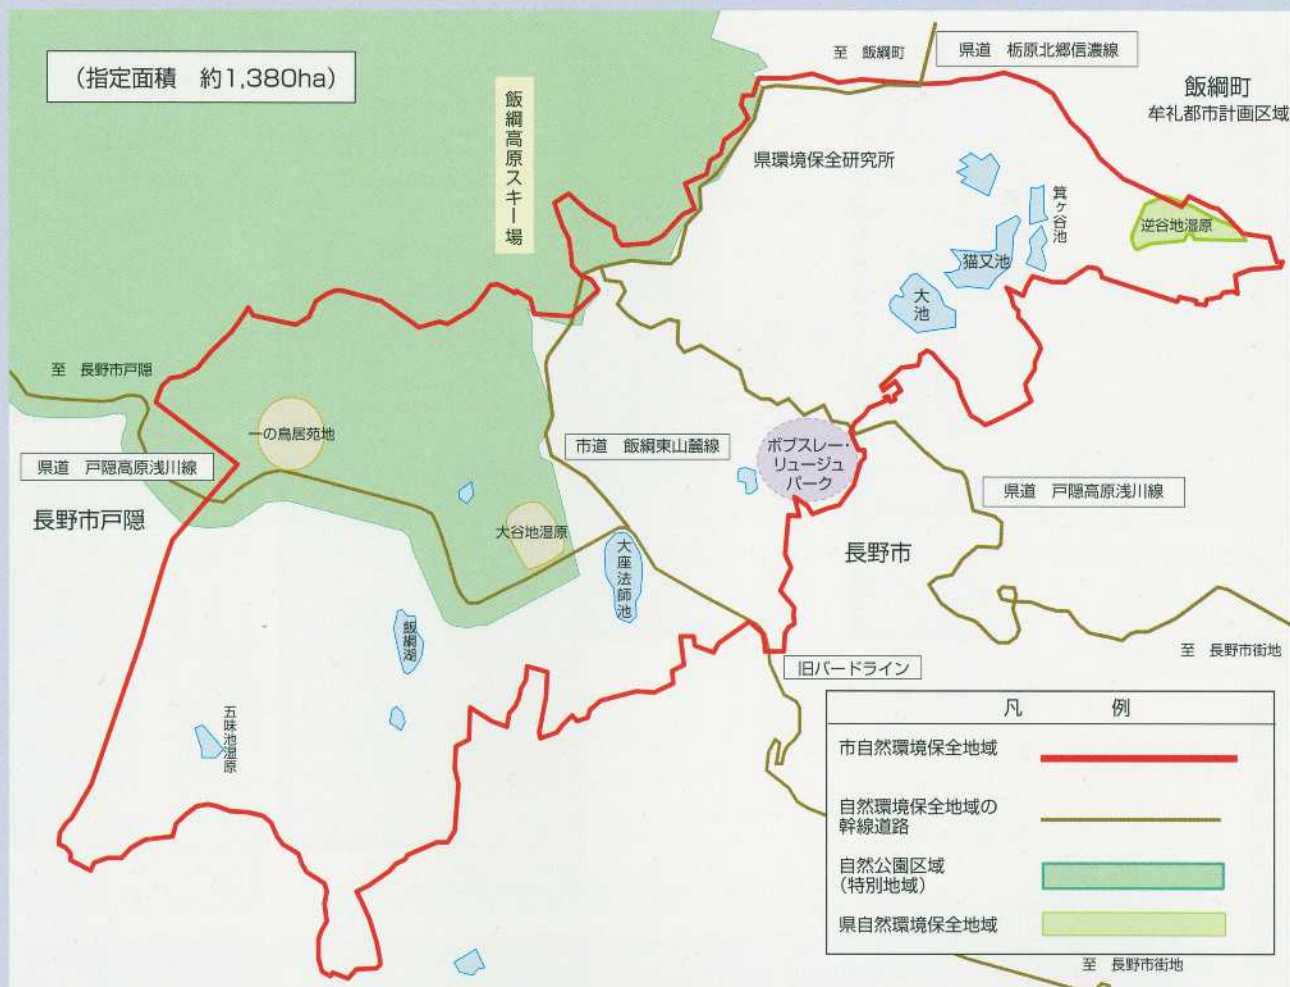 (指定面積 約1,380ha)
至 飯綱町
県道 栃原北郷信濃線
飯綱町
牟礼都市計画区域
飯綱高原スキー場
県環境保全研究所
箕ヶ谷池
逆谷地湿原
猫又池
大池
至 長野市戸隠
一の鳥居苑地
市道 飯綱東山麓線
ボブスレー・
リュージュ
パーク
県道 戸隠高原浅川線
県道 戸隠高原浅川線
長野市戸隠
大谷地湿原
大座法師池
長野市
飯綱湖
至 長野市街地
旧バードライン
五味池湿原
凡 例
市自然環境保全地域
自然環境保全地域の
幹線道路
自然公園区域
(特別地域)
県自然環境保全地域
至 長野市街地